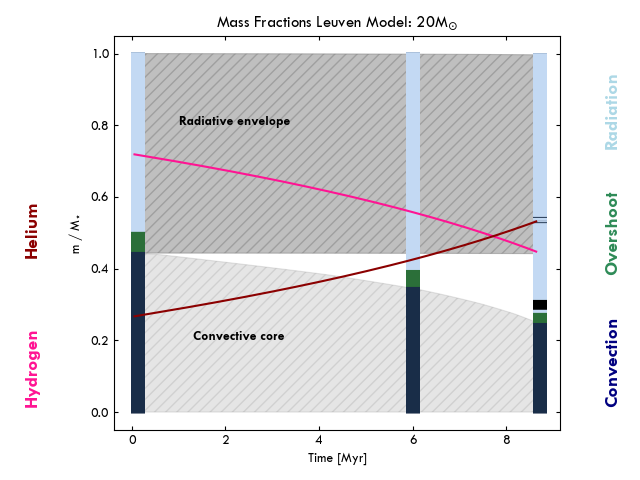 Mass Fractions Leuven Model: 20M☉
1.0
0.8
0.6
0.4
0.2
0.0
m / M⋆
Helium
Hydrogen
Radiative envelope
Convective core
Radiation
Overshoot
Convection
0 2 4 6 8
Time [Myr]